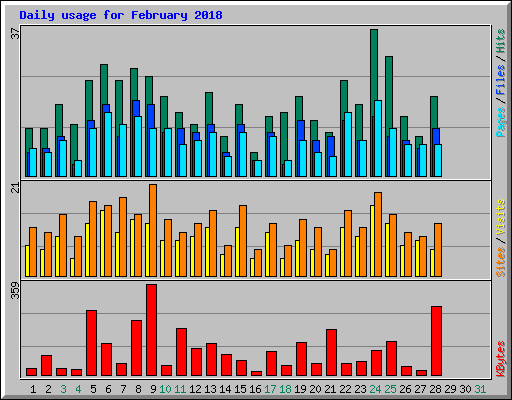 Daily usage for February 2018
37
21
359
Pages / Files / Hits
Sites / Visits
KBytes
1 2 3 4 5 6 7 8 9 10 11 12 13 14 15 16 17 18 19 20 21 22 23 24 25 26 27 28 29 30 31